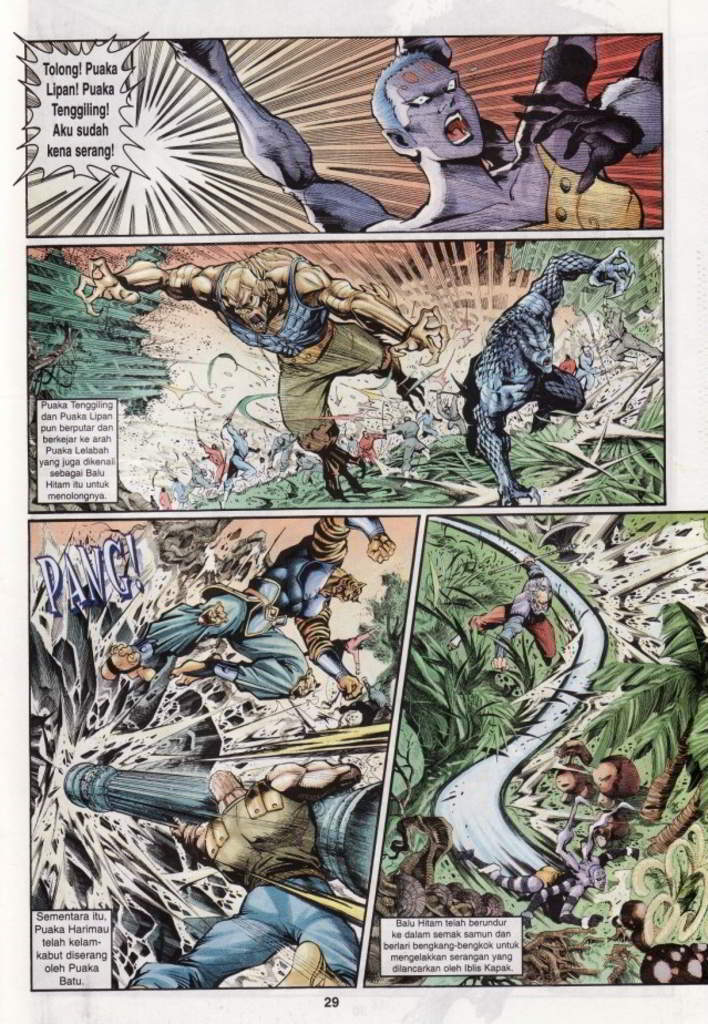 Tolong! Puaka
Lipan! Puaka
Tenggiling!
Aku sudah
kena serang!
Puaka Tenggiling
dan Puaka Lipan
pun berputar dan
berkejar ke arah
Puaka Lelabah
yang juga dikenali
sebagai Balu
Hitam itu untuk
menolongnya.
PANG!
Sementara itu,
Puaka Harimau
telah kelam-
kabut diserang
oleh Puaka
Batu.
Balu Hitam telah berundur
ke dalam semak samun dan
berlari bengkang-bengkok untuk
mengelakkan serangan yang
dilancarkan oleh Iblis Kapak.
29